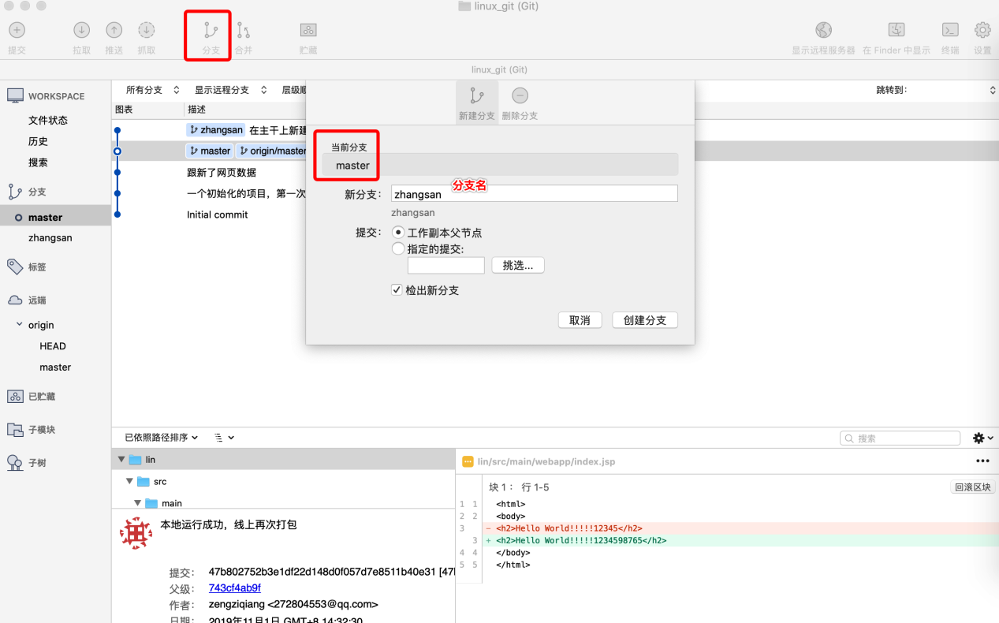 linux_git (Git)
提交 拉取 推送 抓取 分支 合并 贮藏 显示远程服务器 在 Finder 中显示 终端 设置
linux_git (Git)
WORKSPACE
文件状态
历史
搜索
分支
master
zhangsan
标签
远端
origin
HEAD
master
已贮藏
子模块
子树
所有分支 显示远程分支 层级顺 跳转到:
图表 描述
zhangsan 在主干上新建
master origin/master
跟新了网页数据
一个初始化的项目，第一次
Initial commit
新建分支 删除分支
当前分支
master
分支名
新分支: zhangsan
zhangsan
提交: 工作副本父节点
指定的提交:
挑选...
检出新分支
取消 创建分支
已依照路径排序 搜索
lin
src
main
本地运行成功，线上再次打包
提交: 47b802752b3e1df22d148d0f057d7e8511b40e31 [47
父级: 743cf4ab9f
作者: zengziqiang <272804553@qq.com>
日期: 2019年11月1日 GMT+8 14:32:30
lin/src/main/webapp/index.jsp
块 1： 行 1-5 回滚区块
1 1 <html>
2 2 <body>
3 - <h2>Hello World!!!!!12345</h2>
3 + <h2>Hello World!!!!!1234598765</h2>
4 4 </body>
5 5 </html>